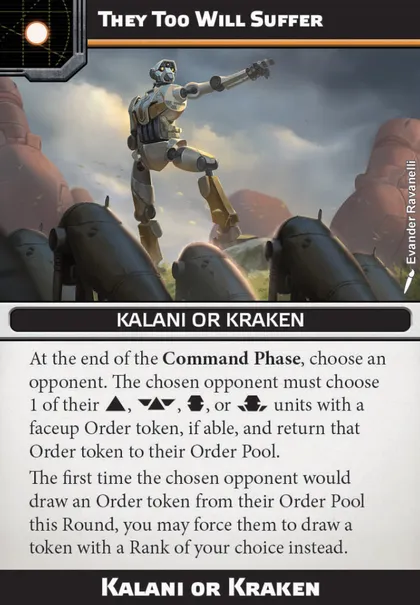 They Too Will Suffer
Evander Ravanelli
KALANI OR KRAKEN
At the end of the Command Phase, choose an
opponent. The chosen opponent must choose
1 of their , , , or units with a
faceup Order token, if able, and return that
Order token to their Order Pool.
The first time the chosen opponent would
draw an Order token from their Order Pool
this Round, you may force them to draw a
token with a Rank of your choice instead.
Kalani or Kraken